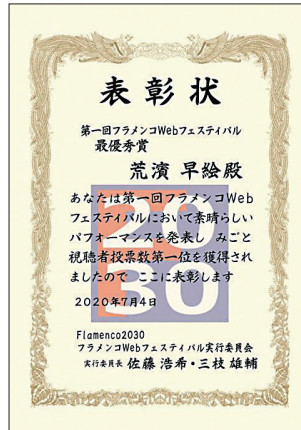 表彰状
第一回フラメンコWebフェスティバル
最優秀賞
荒濱 早絵殿
あなたは第一回フラメンコWeb
フェスティバルにおいて素晴らしい
パフォーマンスを発表し みごと
視聴者投票数第一位を獲得され
ましたので ここに表彰します
2020年7月4日
2030
Flamenco2030
フラメンコWebフェスティバル実行委員会
実行委員長 佐藤 浩希・三枝 雄輔